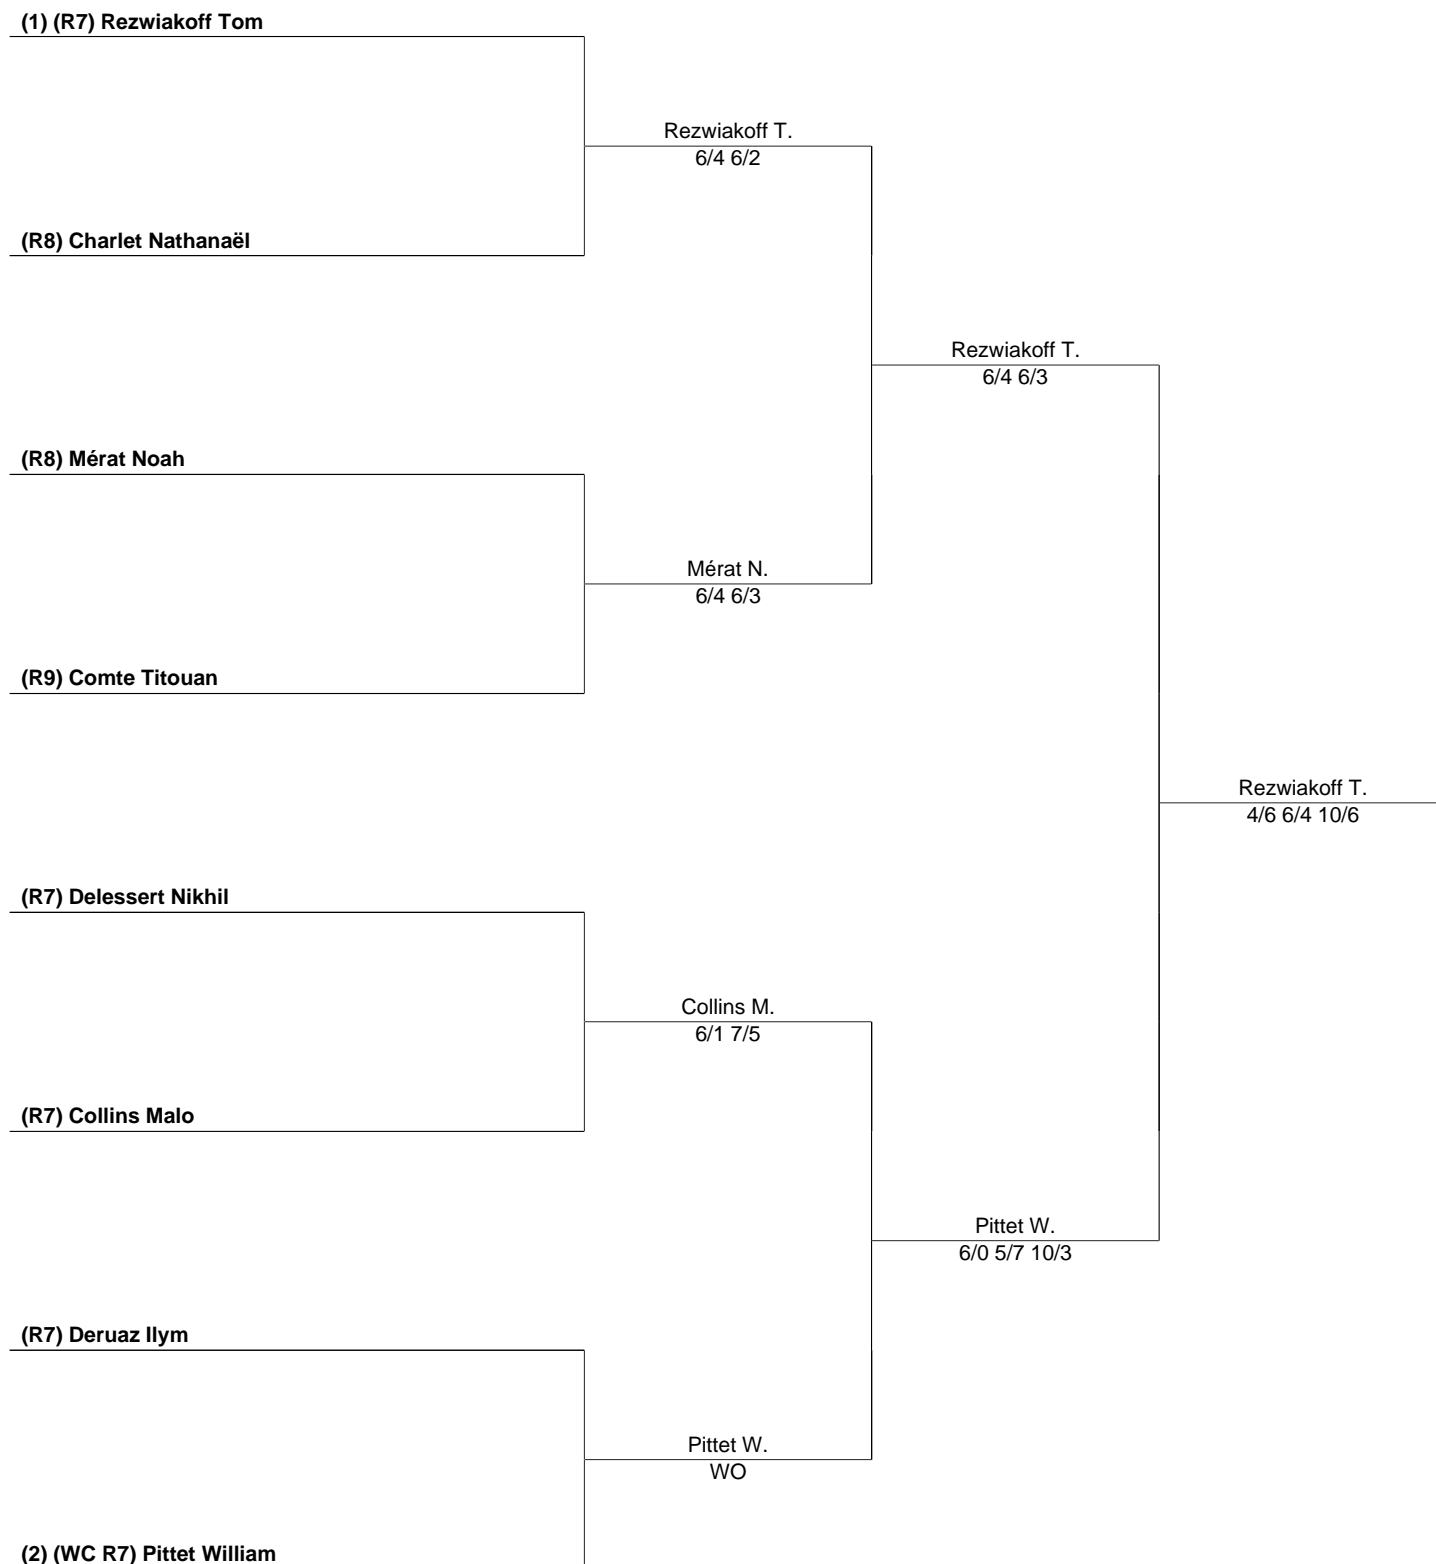 (1) (R7) Rezwiakoff Tom
Rezwiakoff T.
6/4 6/2
(R8) Charlet Nathanaël
Rezwiakoff T.
6/4 6/3
(R8) Mérat Noah
Mérat N.
6/4 6/3
(R9) Comte Titouan
Rezwiakoff T.
4/6 6/4 10/6
(R7) Delessert Nikhil
Collins M.
6/1 7/5
(R7) Collins Malo
Pittet W.
6/0 5/7 10/3
(R7) Deruaz Ilym
Pittet W.
WO
(2) (WC R7) Pittet William